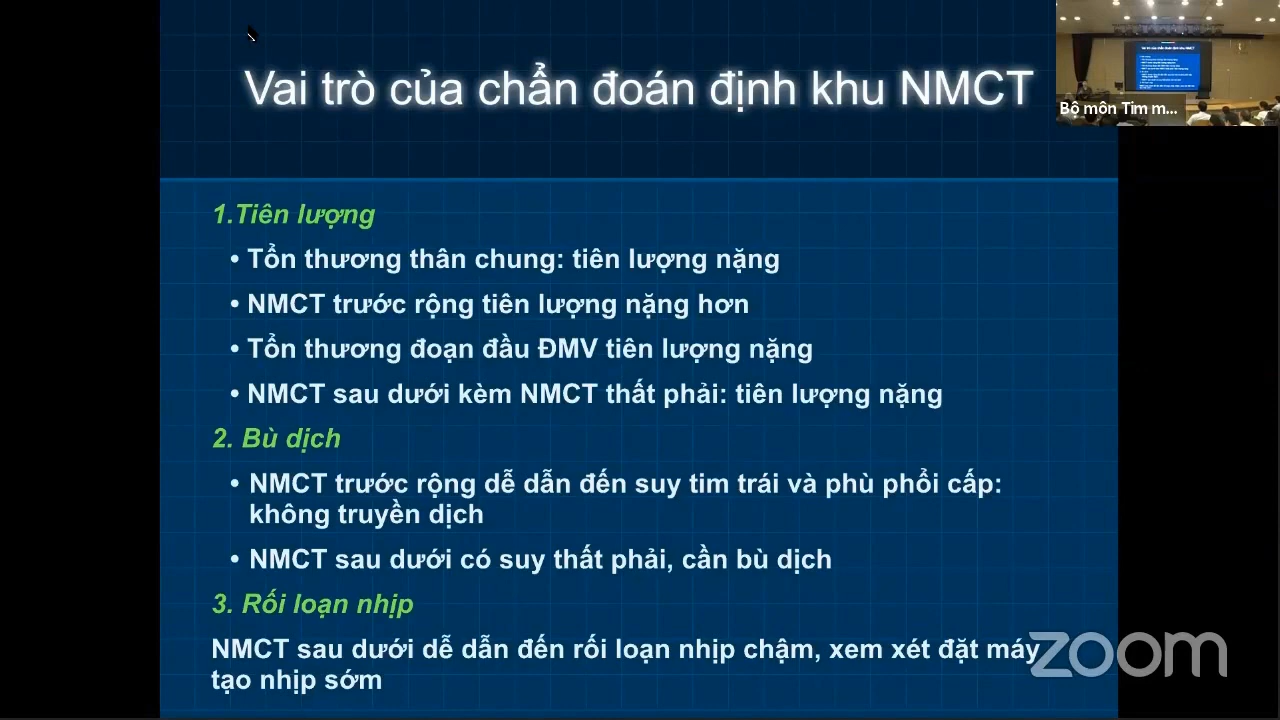 Vai trò của chẩn đoán định khu NMCT
Bộ môn Tim m...
1.Tiên lượng
• Tổn thương thân chung: tiên lượng nặng
• NMCT trước rộng tiên lượng nặng hơn
• Tổn thương đoạn đầu ĐMV tiên lượng nặng
• NMCT sau dưới kèm NMCT thất phải: tiên lượng nặng
2. Bù dịch
• NMCT trước rộng dễ dẫn đến suy tim trái và phù phổi cấp:
không truyền dịch
• NMCT sau dưới có suy thất phải, cần bù dịch
3. Rối loạn nhịp
NMCT sau dưới dễ dẫn đến rối loạn nhịp chậm, xem xét đặt máy
tạo nhịp sớm
zoom